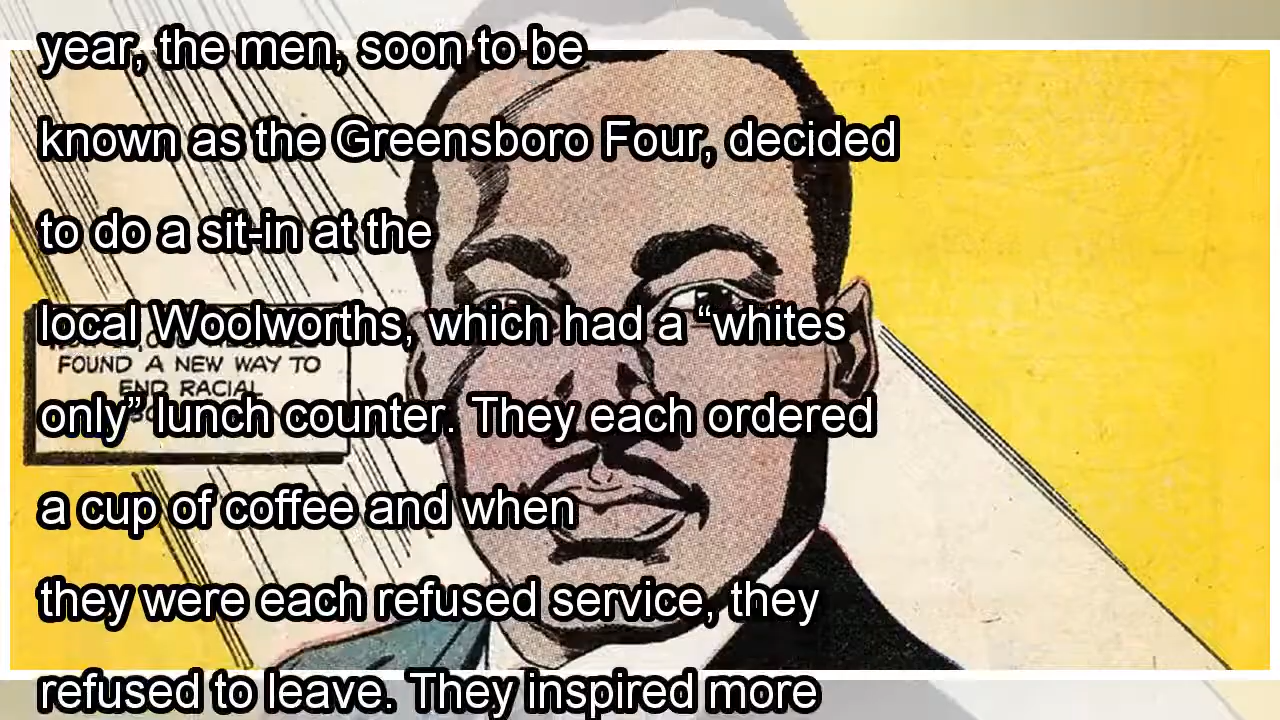 year, the men, soon to be
known as the Greensboro Four, decided
to do a sit-in at the
local Woolworths, which had a “whites
only” lunch counter. They each ordered
a cup of coffee and when
they were each refused service, they
refused to leave. They inspired more
FOUND A NEW WAY TO
END RACIAL